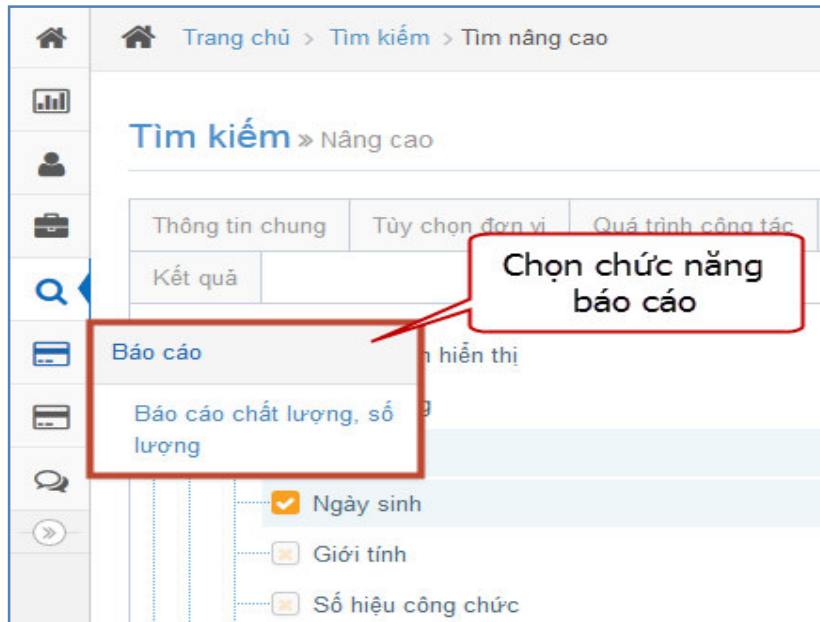 Trang chủ > Tìm kiếm > Tìm nâng cao
Tìm kiếm » Nâng cao
Thông tin chung Tùy chọn đơn vị Quá trình công tác
Kết quả
Chọn chức năng
báo cáo
Báo cáo
hiển thị
Báo cáo chất lượng, số
lượng
Ngày sinh
Giới tính
Số hiệu công chức